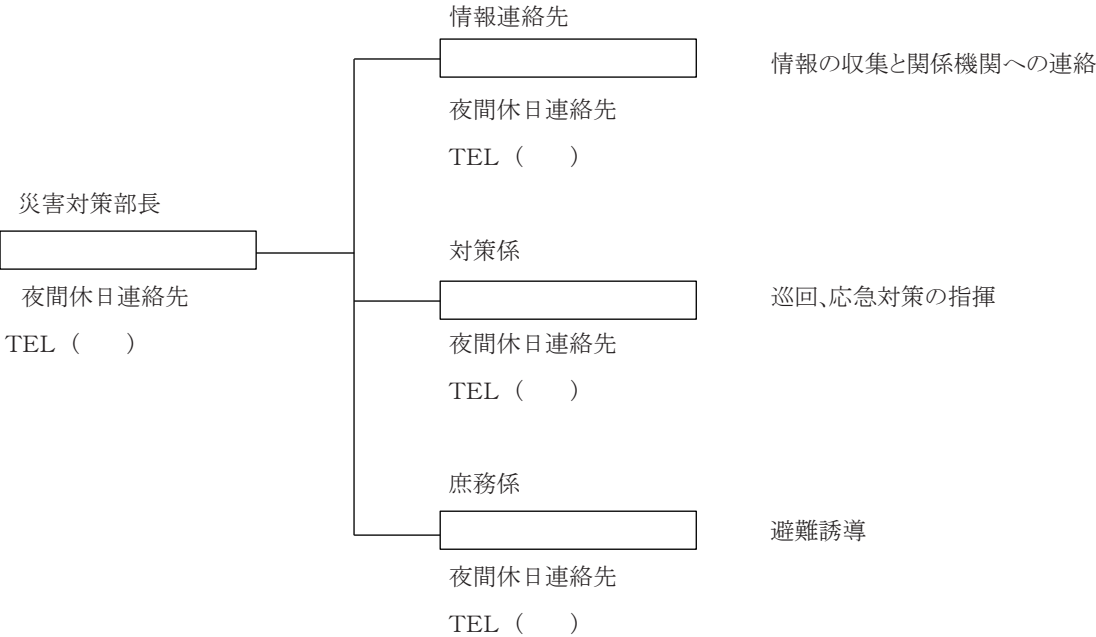 情報連絡先
情報の収集と関係機関への連絡
夜間休日連絡先
TEL (　　)
災害対策部長
夜間休日連絡先
TEL (　　)
対策係
巡回、応急対策の指揮
夜間休日連絡先
TEL (　　)
庶務係
避難誘導
夜間休日連絡先
TEL (　　)